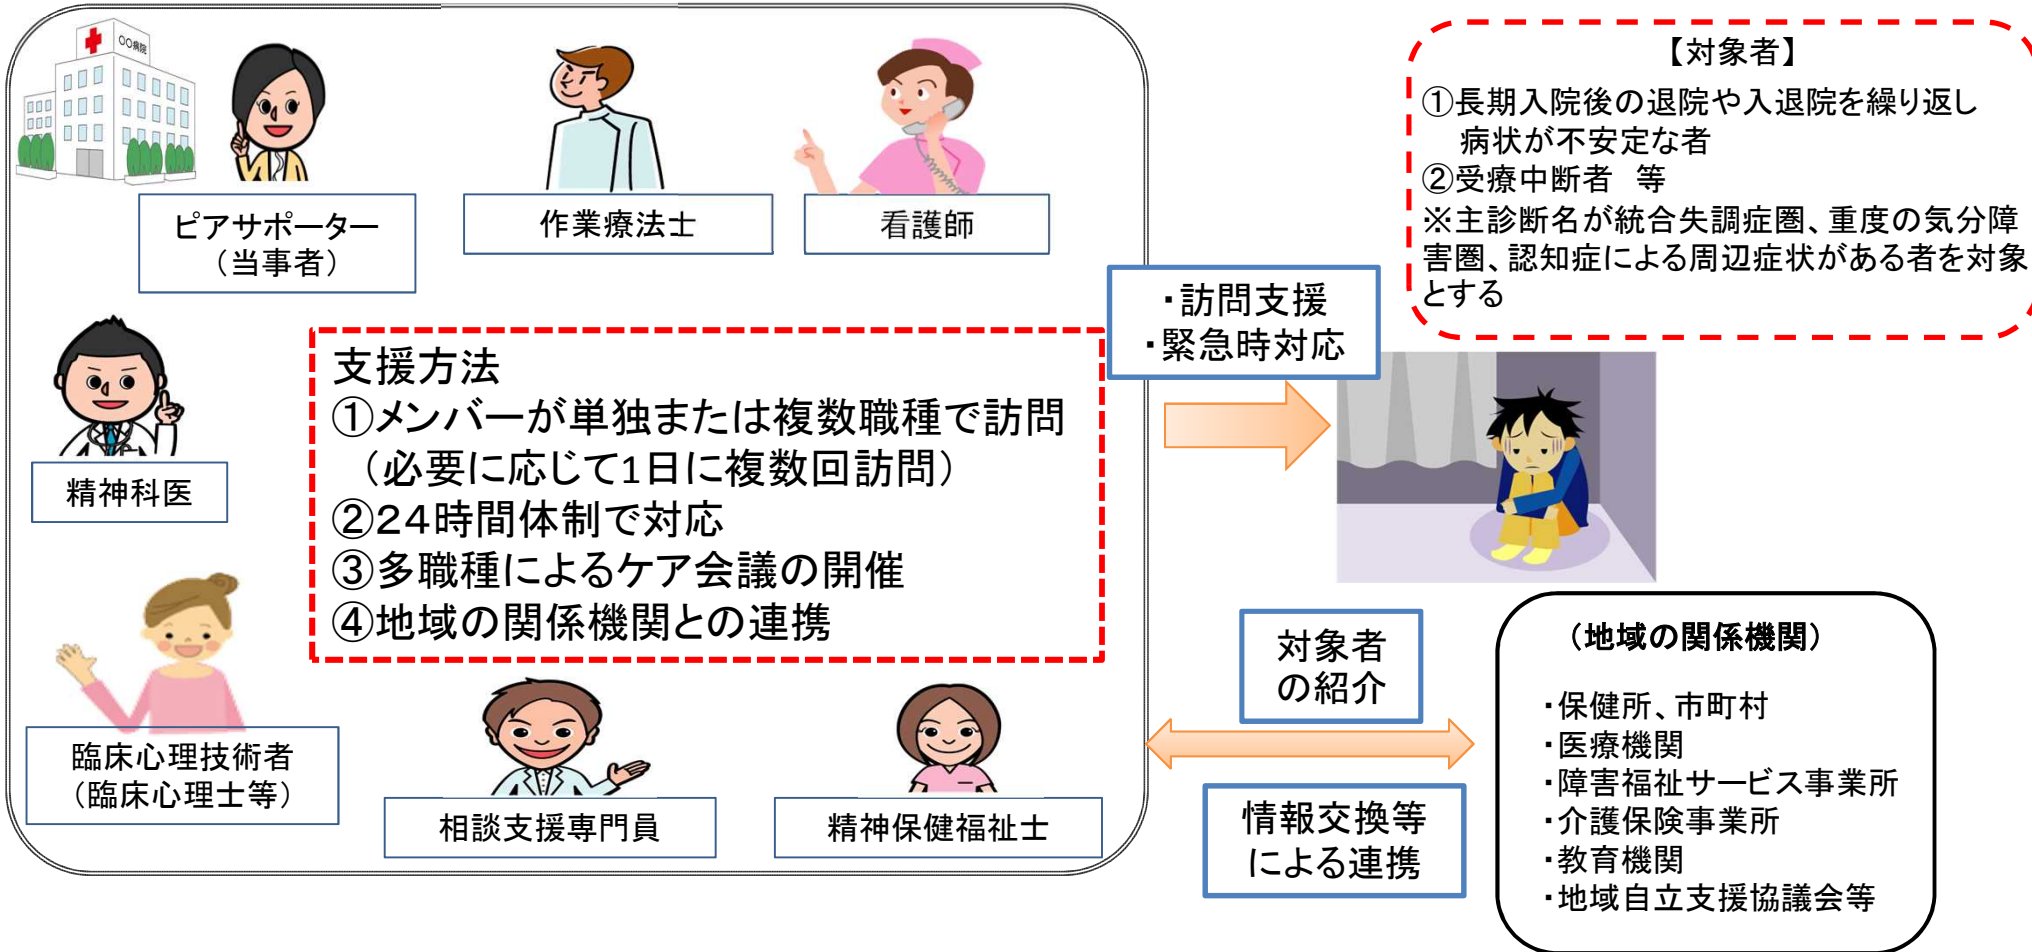 〇〇病院
ピアサポーター
（当事者）
作業療法士
看護師
精神科医
臨床心理技術者
（臨床心理士等）
相談支援専門員
精神保健福祉士
支援方法
①メンバーが単独または複数職種で訪問
（必要に応じて1日に複数回訪問）
②24時間体制で対応
③多職種によるケア会議の開催
④地域の関係機関との連携
・訪問支援
・緊急時対応
【対象者】
①長期入院後の退院や入退院を繰り返し
病状が不安定な者
②受療中断者　等
※主診断名が統合失調症圏、重度の気分障
害圏、認知症による周辺症状がある者を対象
とする
対象者
の紹介
情報交換等
による連携
（地域の関係機関）
・保健所、市町村
・医療機関
・障害福祉サービス事業所
・介護保険事業所
・教育機関
・地域自立支援協議会等